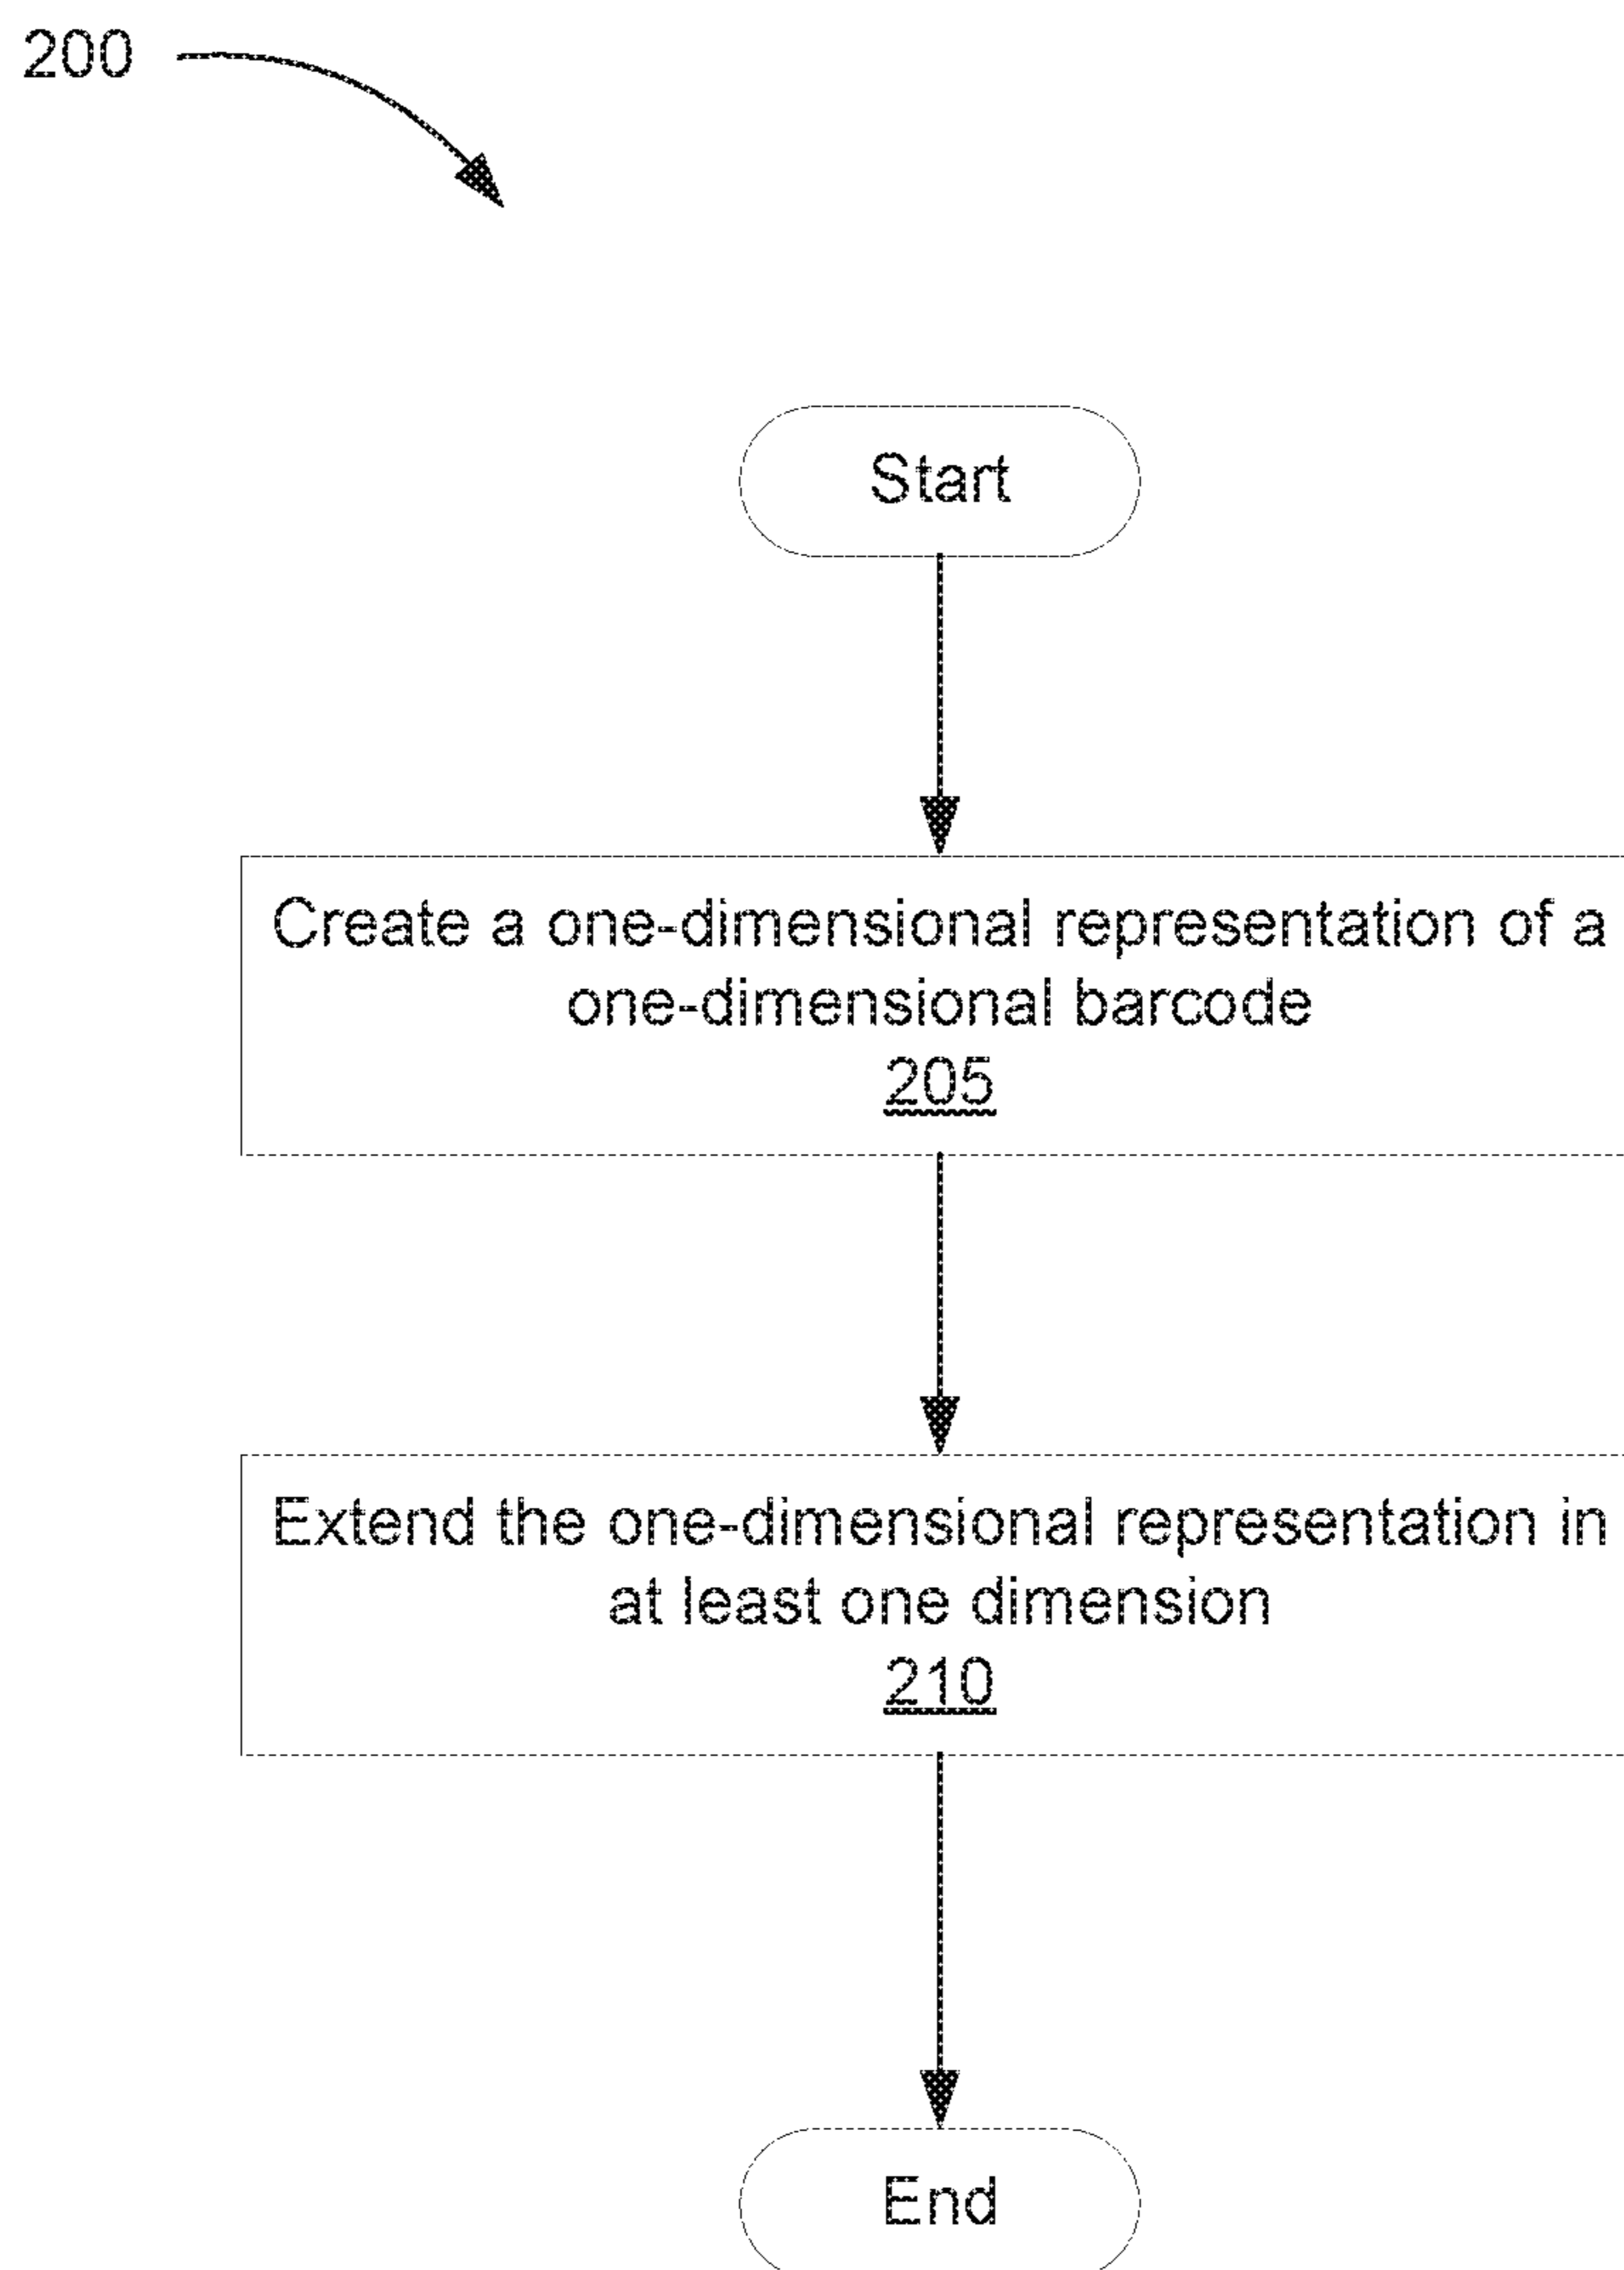 200
Start
Create a one-dimensional representation of a
one-dimensional barcode
205
Extend the one-dimensional representation in
at least one dimension
210
End